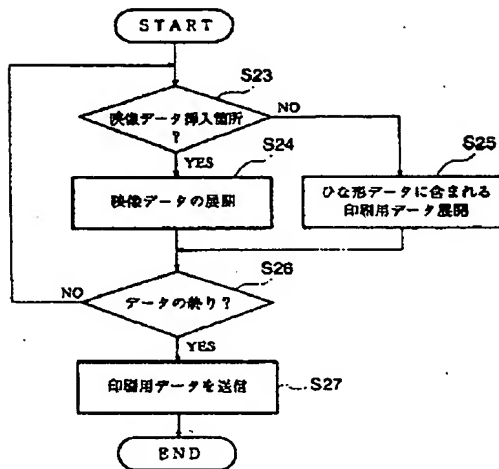 START
S23
映像データ挿入箇所
?
NO
YES
S24
映像データの展開
S25
ひな形データに含まれる
印刷用データ展開
S26
データの終り?
NO
YES
印刷用データを送信
S27
END